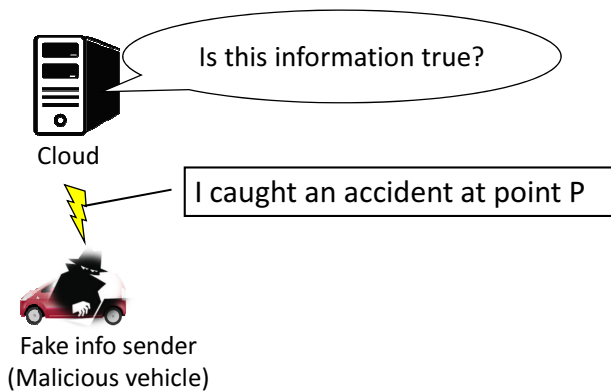 Is this information true?
Cloud
I caught an accident at point P
Fake info sender
(Malicious vehicle)